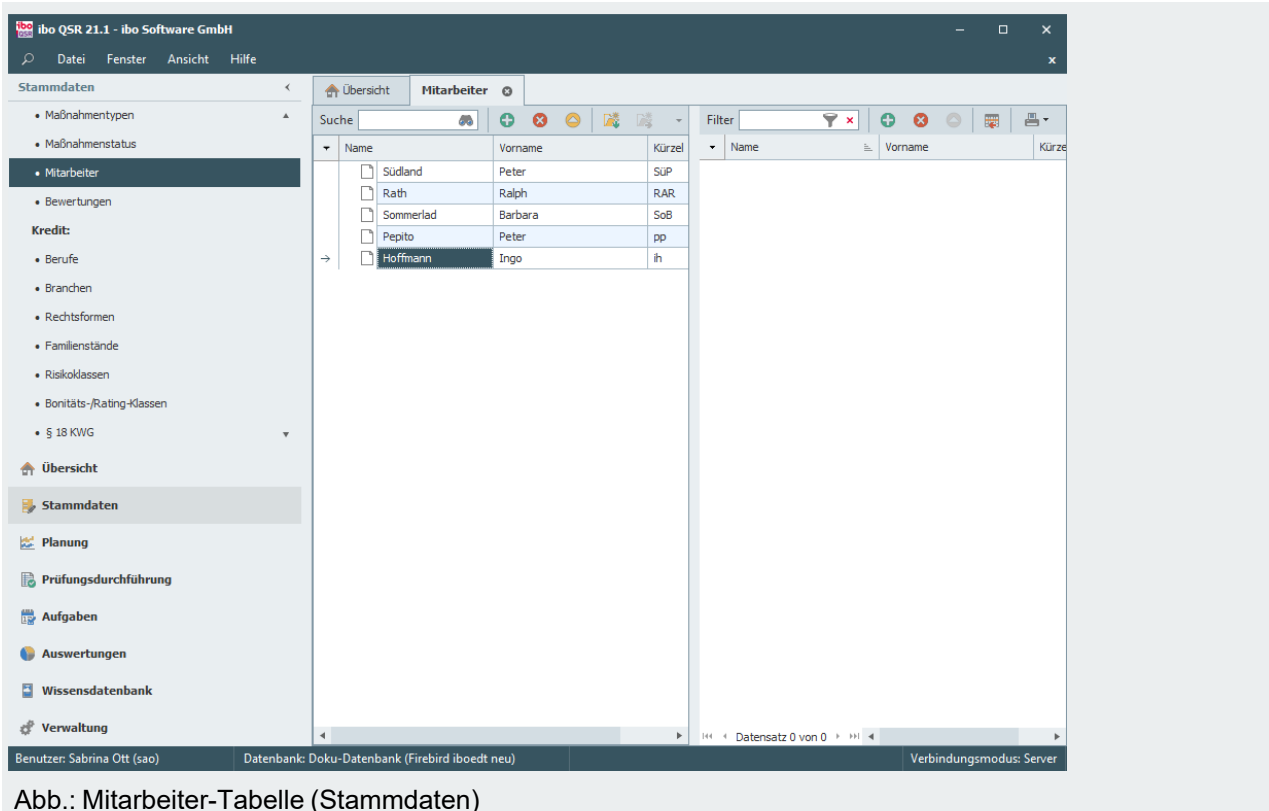 ibo QSR 21.1 - ibo Software GmbH
Datei Fenster Ansicht Hilfe
Stammdaten
Übersicht Mitarbeiter
• Maßnahmentypen
• Maßnahmenstatus
• Mitarbeiter
• Bewertungen
Kredit:
• Berufe
• Branchen
• Rechtsformen
• Familienstände
• Risikoklassen
• Bonitäts-/Rating-Klassen
• § 18 KWG
Übersicht
Stammdaten
Planung
Prüfungsdurchführung
Aufgaben
Auswertungen
Wissensdatenbank
Verwaltung
Suche
Name Vorname Kürzel
Südland Peter SüP
Rath Ralph RAR
Sommerlad Barbara SoB
Pepito Peter pp
Hoffmann Ingo ih
Filter
Name Vorname Kürze
Datensatz 0 von 0
Benutzer: Sabrina Ott (sao) Datenbank: Doku-Datenbank (Firebird iboedt neu) Verbindungsmodus: Server
Abb.: Mitarbeiter-Tabelle (Stammdaten)